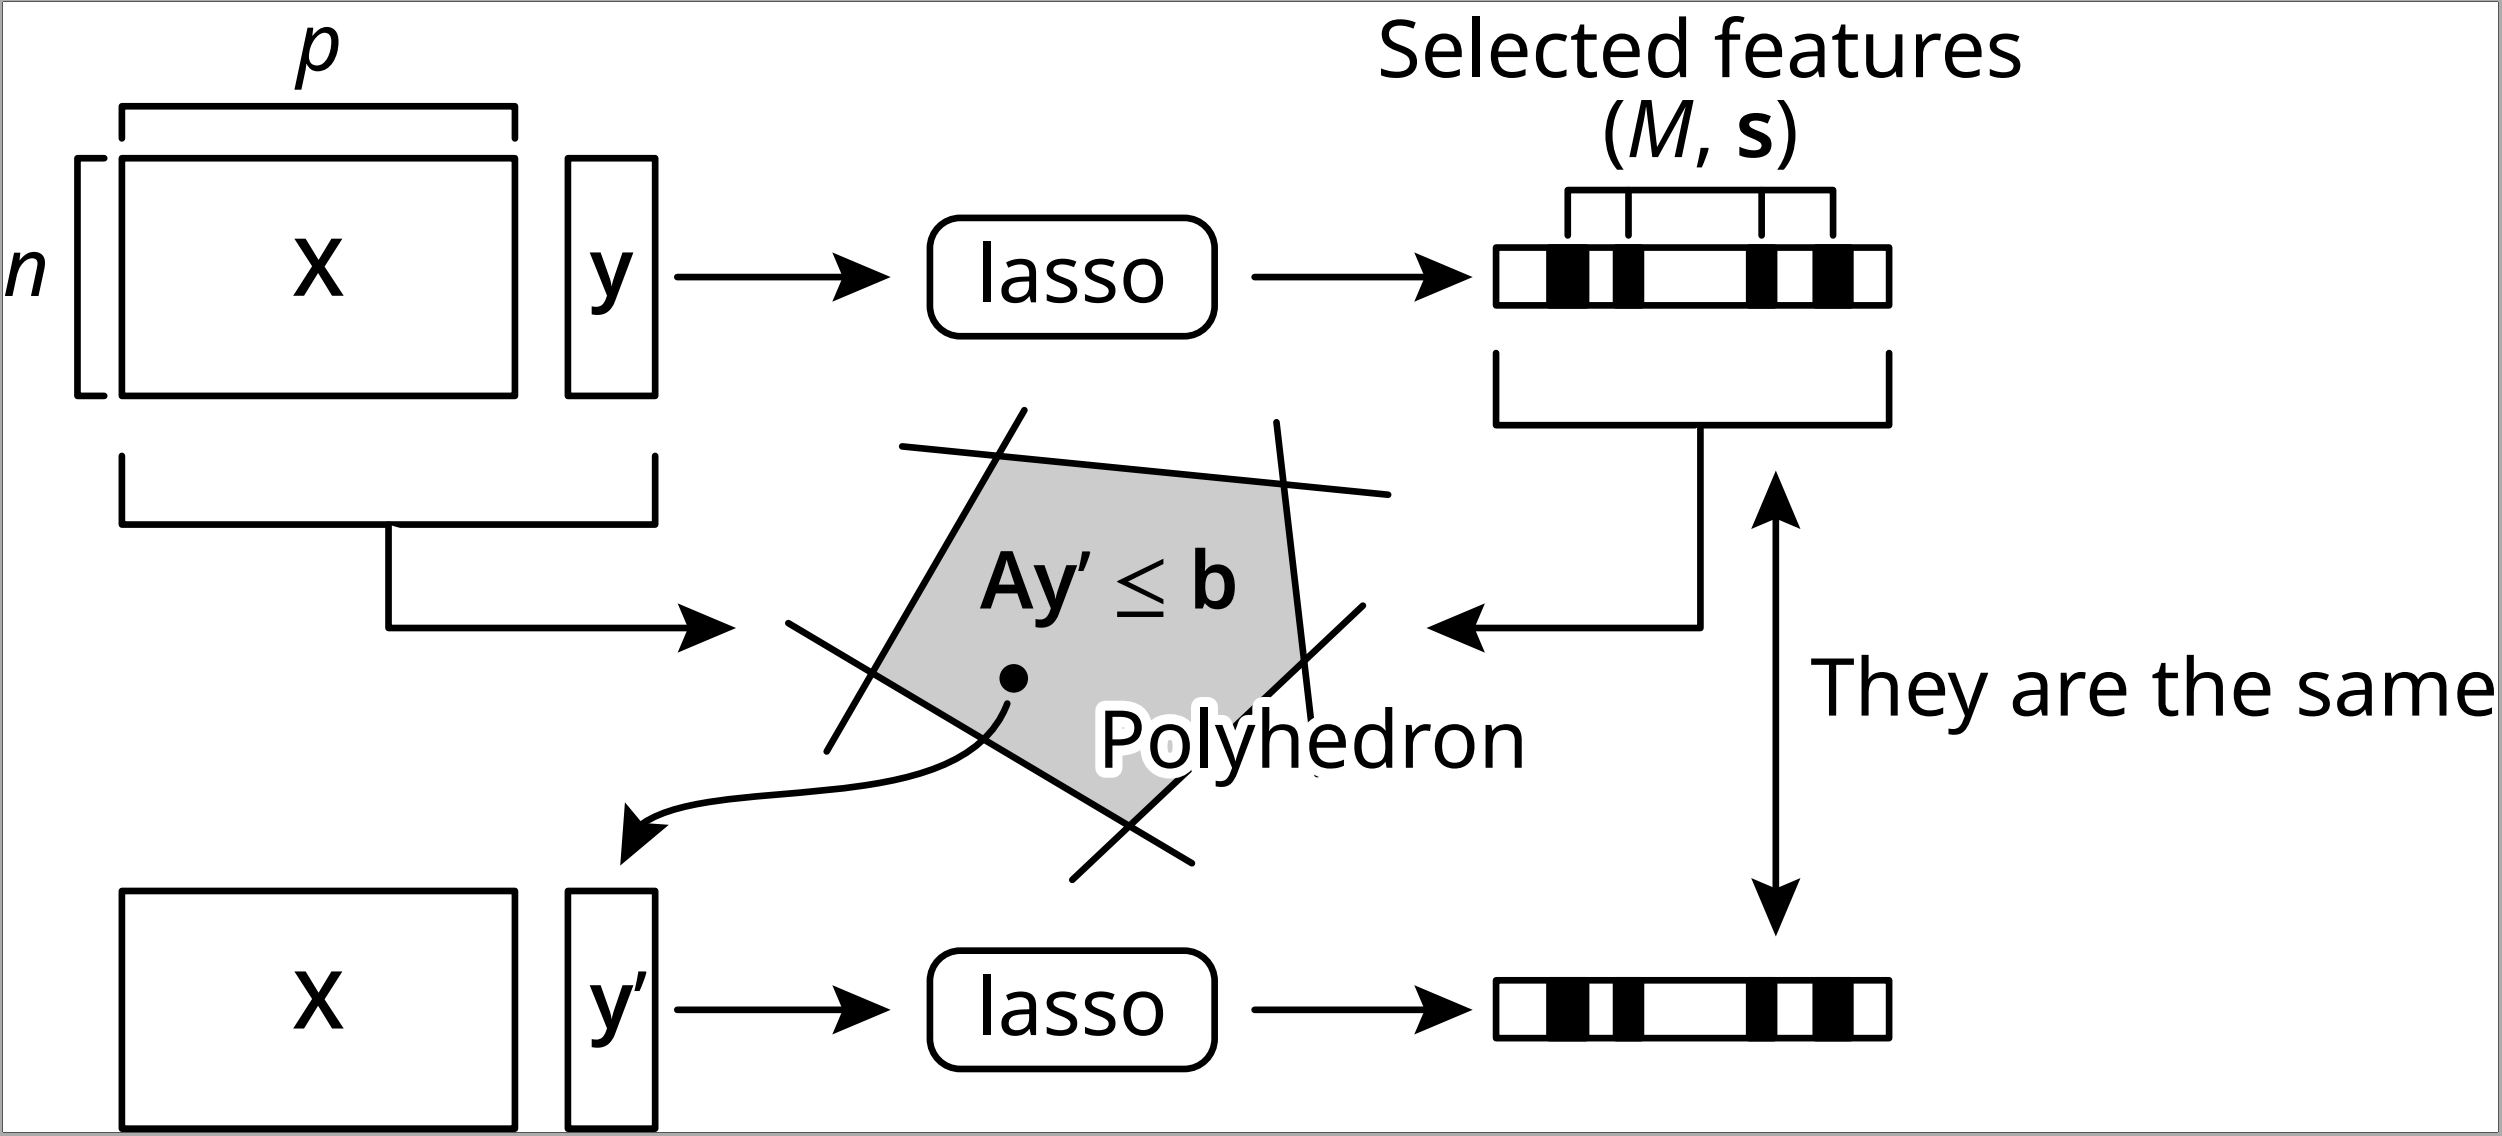 p
Selected features
(M, s)
n
X
y
lasso
Ay′ ≤ b
They are the same
Polyhedron
X
y′
lasso